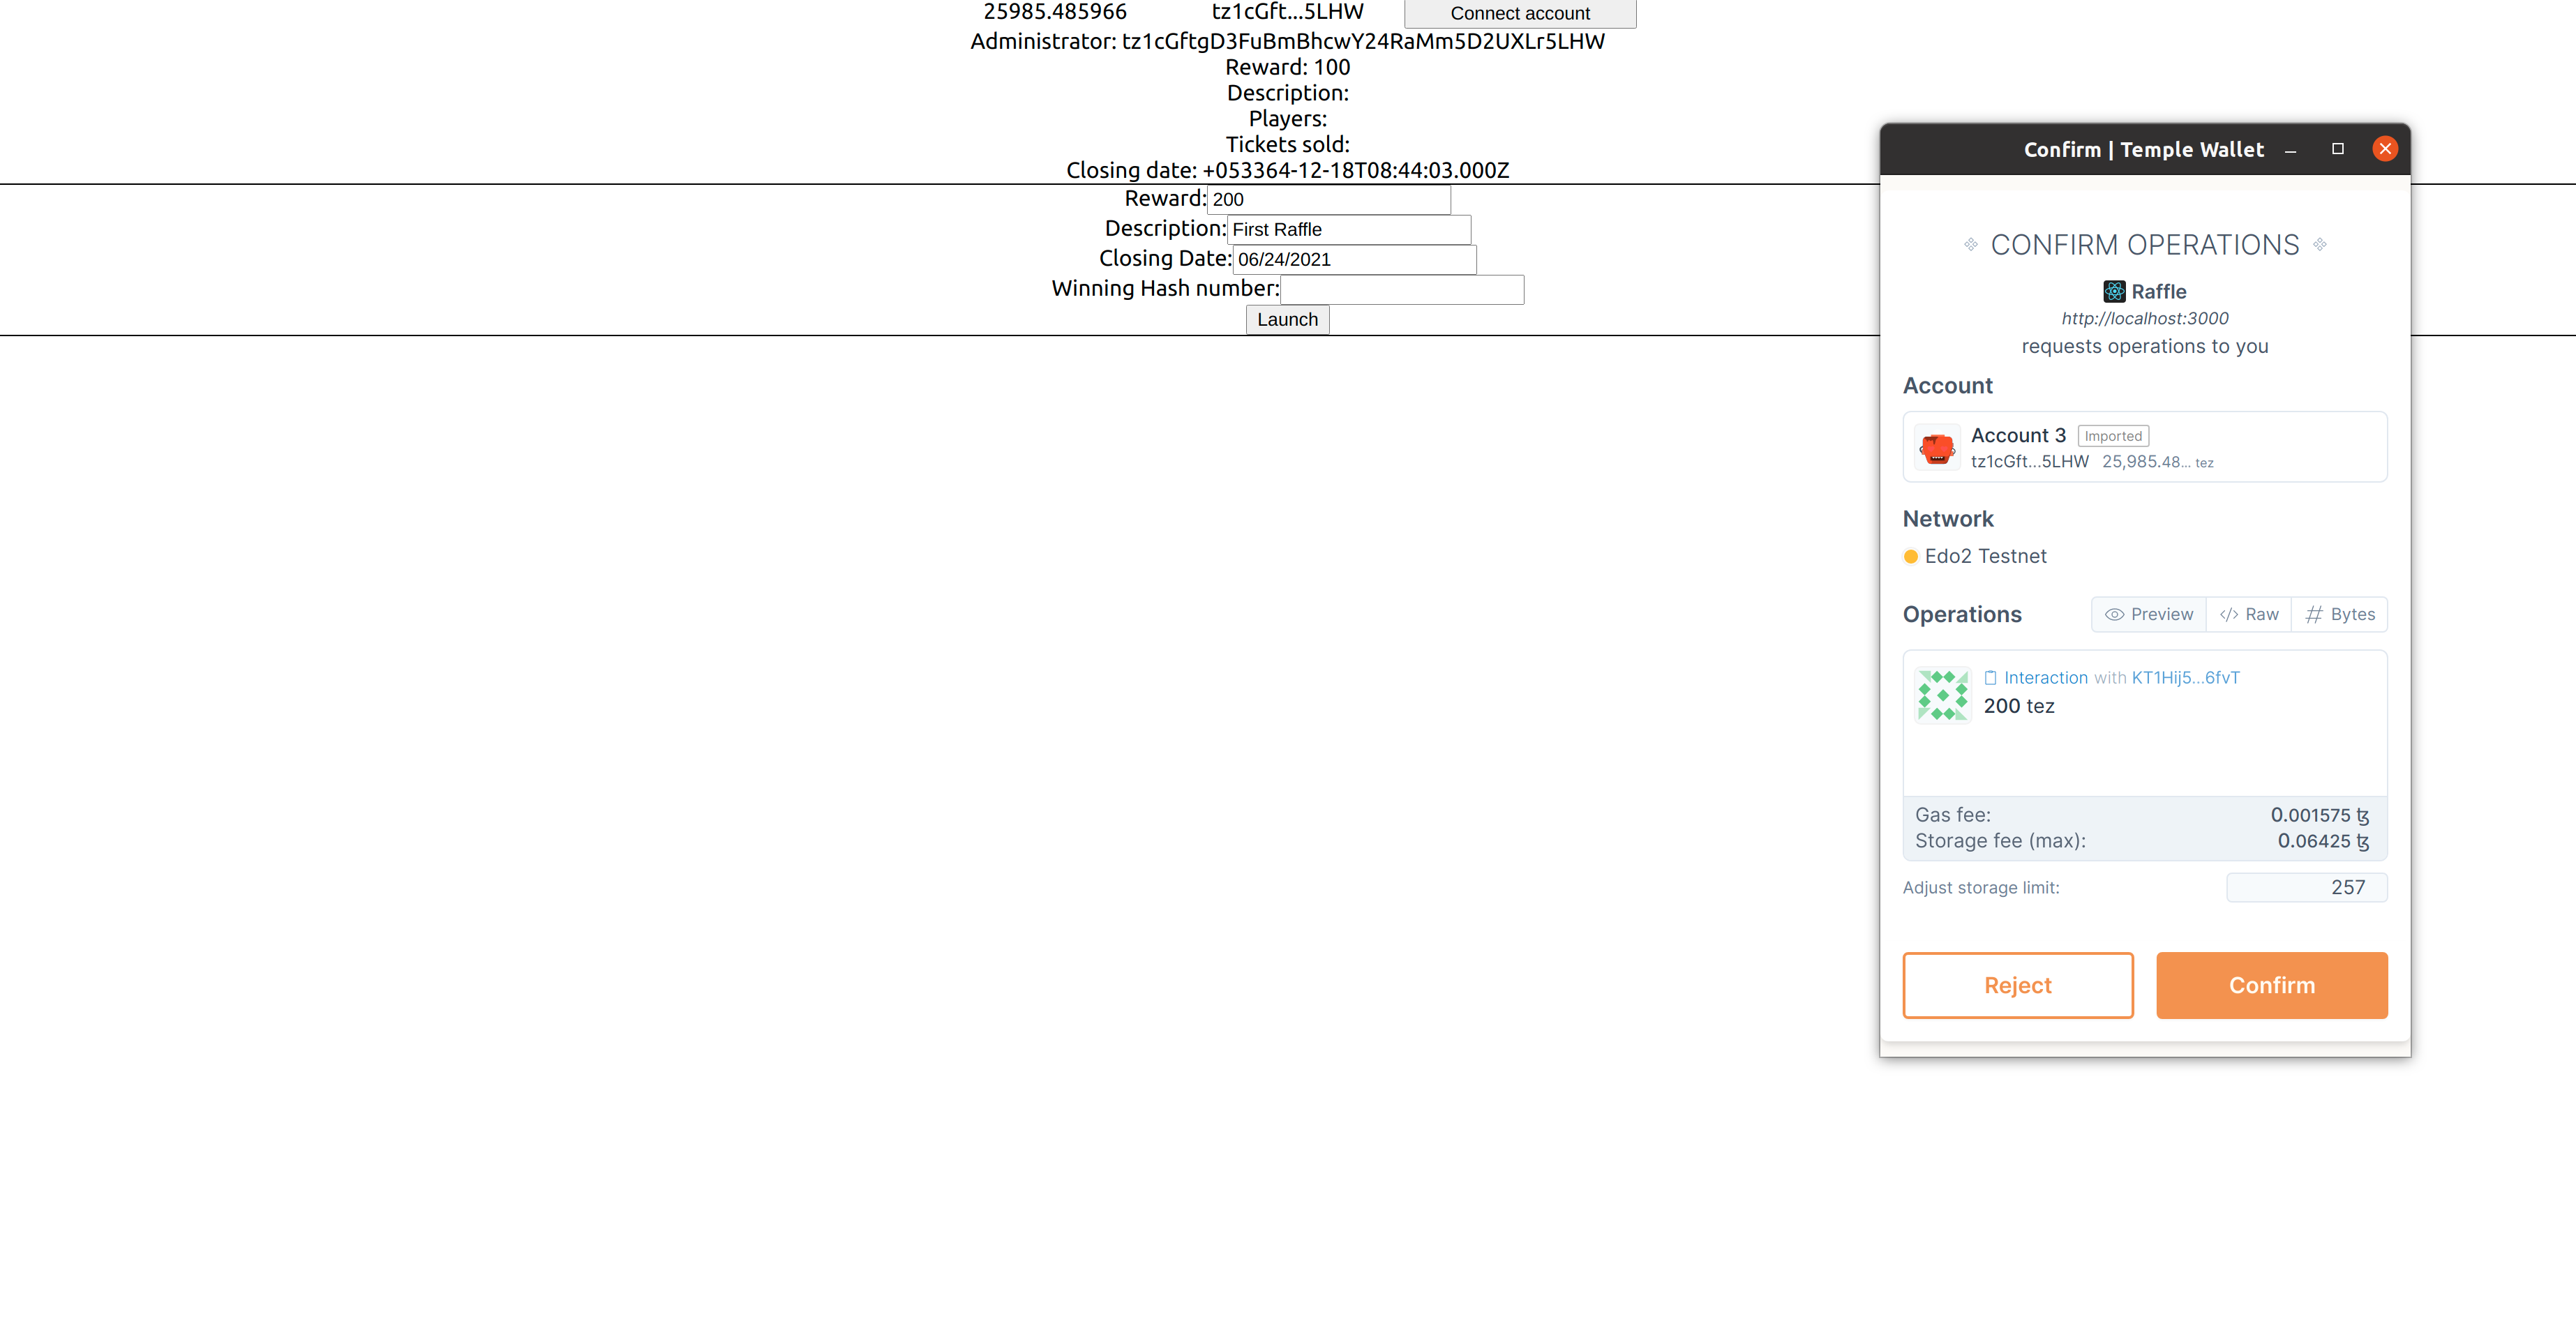 25985.485966 tz1cGft...5LHW Connect account
Administrator: tz1cGftgD3FuBmBhcwY24RaMm5D2UXLr5LHW
Reward: 100
Description:
Players:
Tickets sold:
Closing date: +053364-12-18T08:44:03.000Z
Reward: 200
Description: First Raffle
Closing Date: 06/24/2021
Winning Hash number:
Launch
Confirm | Temple Wallet
CONFIRM OPERATIONS
Raffle
http://localhost:3000
requests operations to you
Account
Account 3 Imported
tz1cGft...5LHW 25,985.48... tez
Network
Edo2 Testnet
Operations Preview </> Raw # Bytes
Interaction with KT1Hij5...6fvT
200 tez
Gas fee: 0.001575 ꜩ
Storage fee (max): 0.06425 ꜩ
Adjust storage limit: 257
Reject Confirm